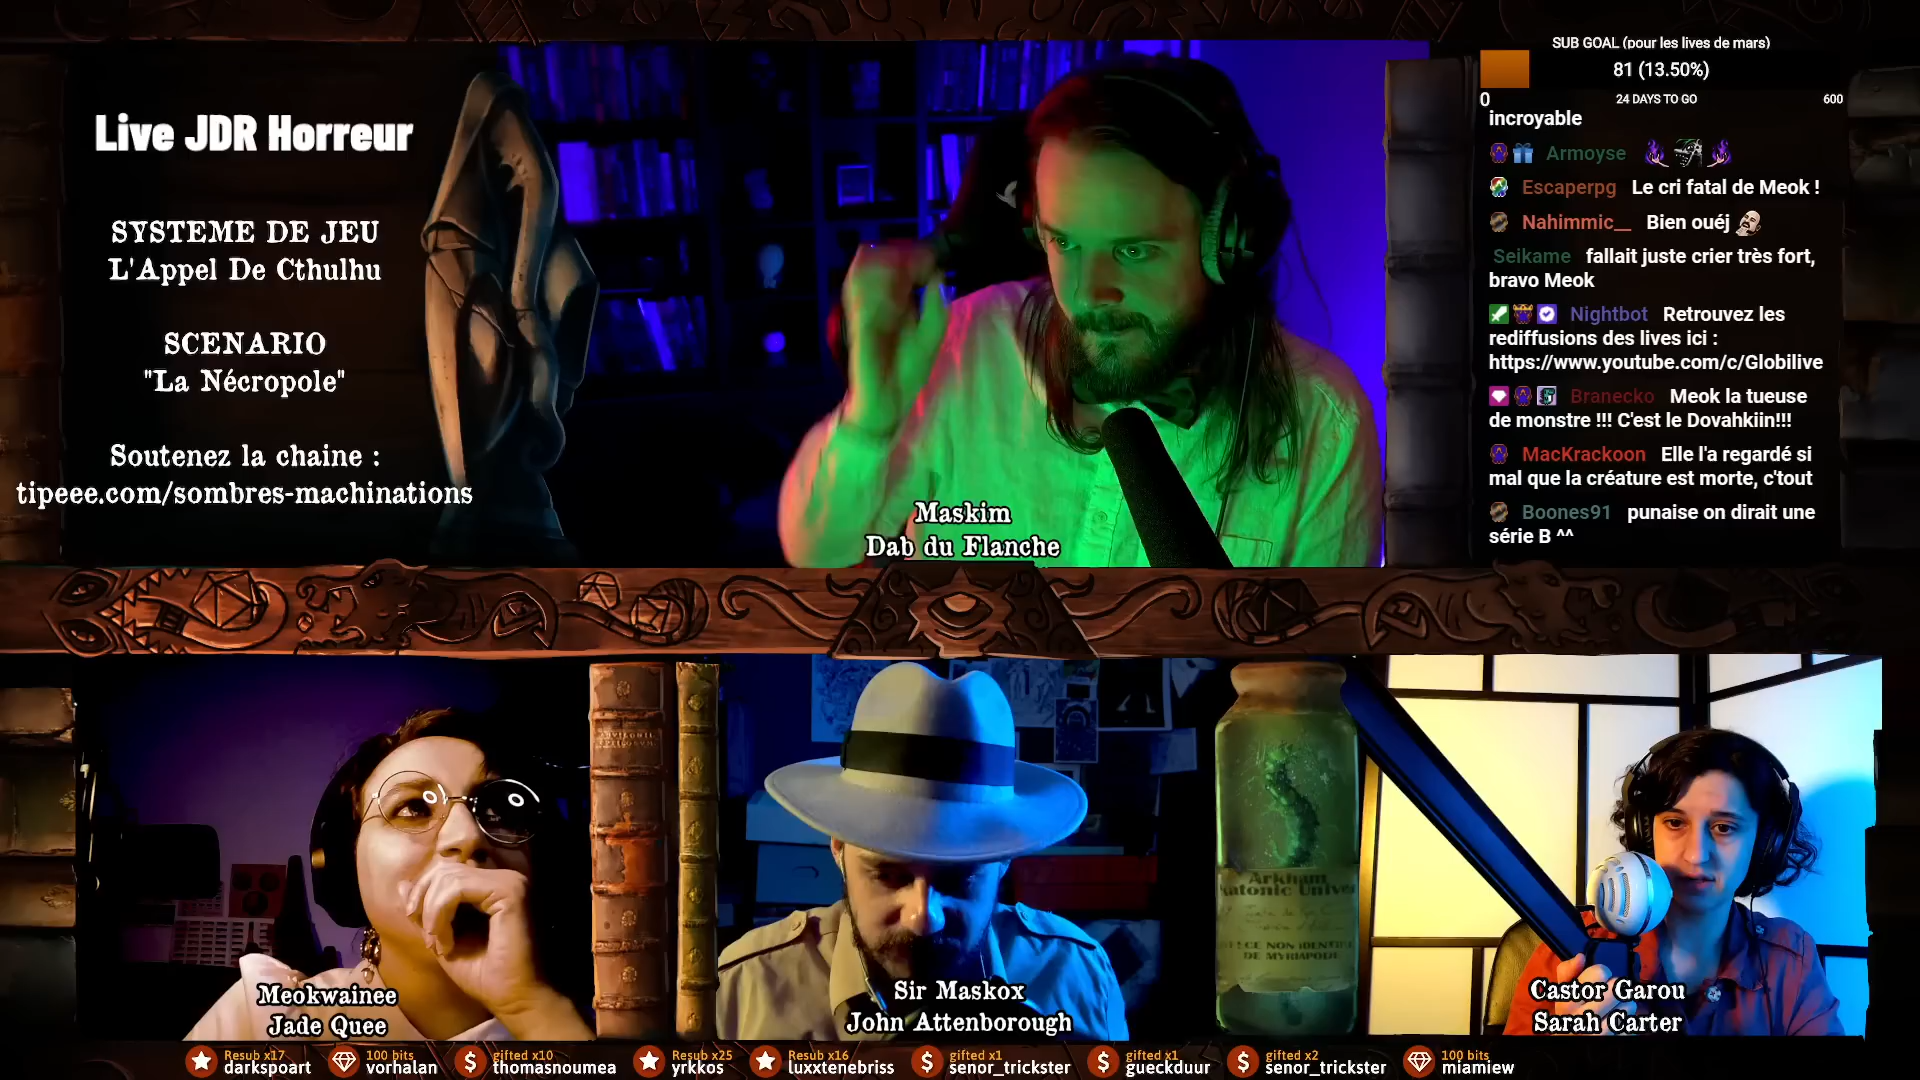 Live JDR Horreur
SYSTEME DE JEU
L'Appel De Cthulhu
SCENARIO
"La Nécropole"
Soutenez la chaine :
tipeee.com/sombres-machinations
Maskim
Dab du Flanche
SUB GOAL (pour les lives de mars)
81 (13.50%)
0
24 DAYS TO GO
600
incroyable
Armoyse
Escaperpg Le cri fatal de Meok !
Nahimmic__ Bien ouéj
Seikame fallait juste crier très fort,
bravo Meok
Nightbot Retrouvez les
rediffusions des lives ici :
https://www.youtube.com/c/Globilive
Branecko Meok la tueuse
de monstre !!! C'est le Dovahkiin!!!
MacKrackoon Elle l'a regardé si
mal que la créature est morte, c'tout
Boones91 punaise on dirait une
série B ^^
Meokwainee
Jade Quee
Sir Maskox
John Attenborough
Arkham
katonic Univer
DE MYRIAPODE
Castor Garou
Sarah Carter
Resub x17
darkspoart
100 bits
vorhalan
gifted x10
thomasnoumea
Resub x25
yrkkos
Resub x16
luxxtenebriss
gifted x1
senor_trickster
gifted x1
gueckduur
gifted x2
senor_trickster
100 bits
miamiew